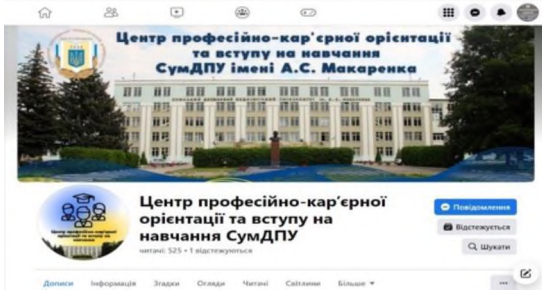 Центр професійно-кар'єрної орієнтації
та вступу на навчання
СумДПУ імені А.С. Макаренка
Центр професійно-кар'єрної
орієнтації та вступу на
навчання СумДПУ
читачі: 525 • 1 відстежуються
Повідомлення
Відстежується
Шукати
Дописи Інформація Згадки Огляди Читачі Світлини Більше